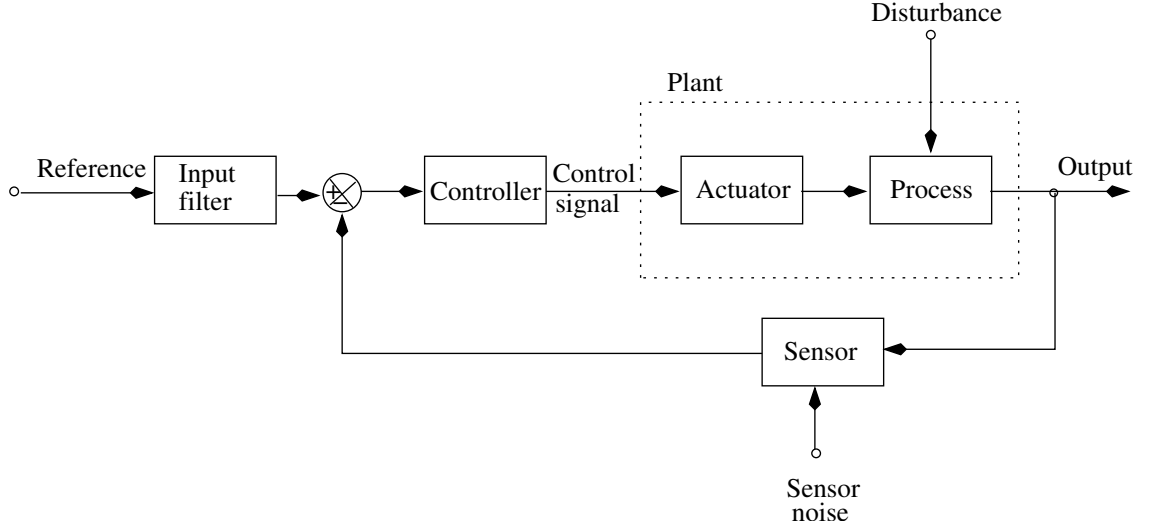 Disturbance
Plant
Reference
Input
filter
+
−
Controller
Control
signal
Actuator
Process
Output
Sensor
Sensor
noise